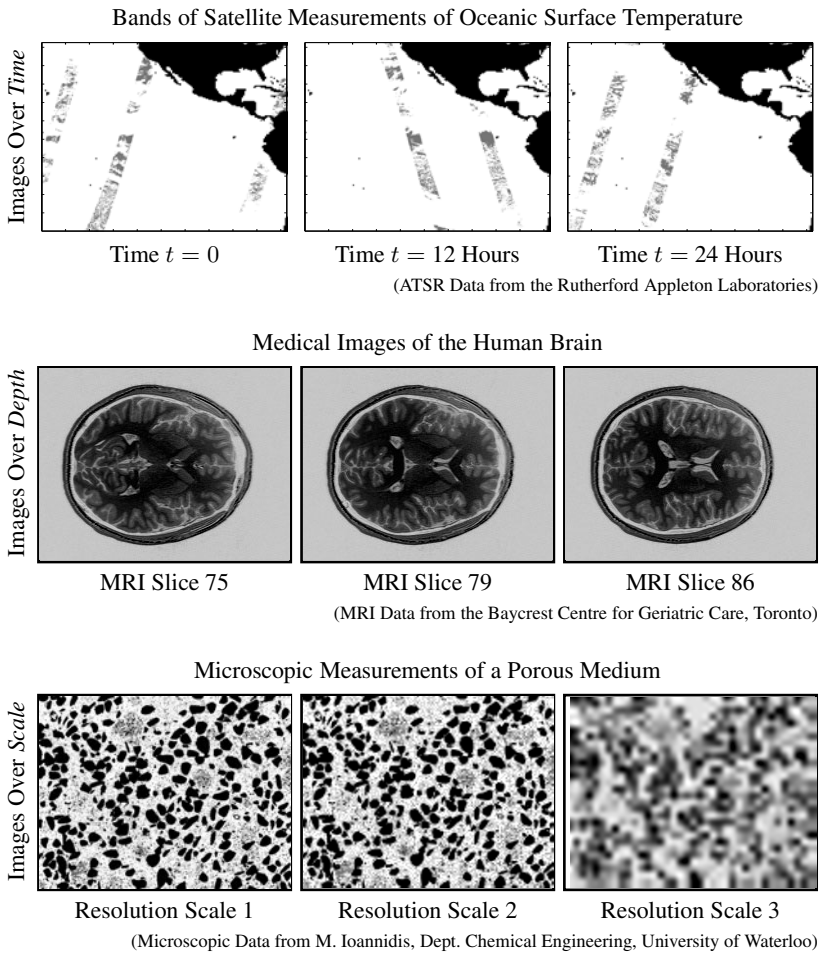 Bands of Satellite Measurements of Oceanic Surface Temperature
Images Over Time
Time t = 0
Time t = 12 Hours
Time t = 24 Hours
(ATSR Data from the Rutherford Appleton Laboratories)
Medical Images of the Human Brain
Images Over Depth
MRI Slice 75
MRI Slice 79
MRI Slice 86
(MRI Data from the Baycrest Centre for Geriatric Care, Toronto)
Microscopic Measurements of a Porous Medium
Images Over Scale
Resolution Scale 1
Resolution Scale 2
Resolution Scale 3
(Microscopic Data from M. Ioannidis, Dept. Chemical Engineering, University of Waterloo)